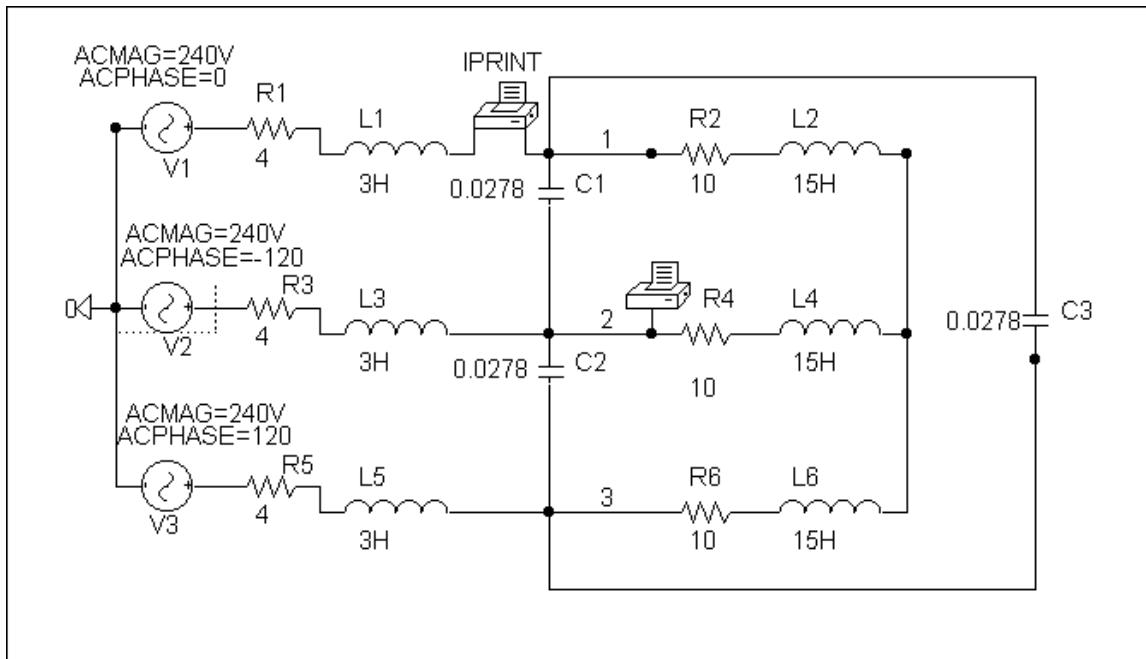 ACMAG=240V
ACPHASE=0
IPRINT
R1
L1
R2
L2
1
V1
4
3H
0.0278
C1
10
15H
ACMAG=240V
ACPHASE=-120
R3
L3
2
R4
L4
0
V2
4
3H
0.0278
C2
10
15H
0.0278
C3
ACMAG=240V
ACPHASE=120
R5
L5
3
R6
L6
V3
4
3H
10
15H